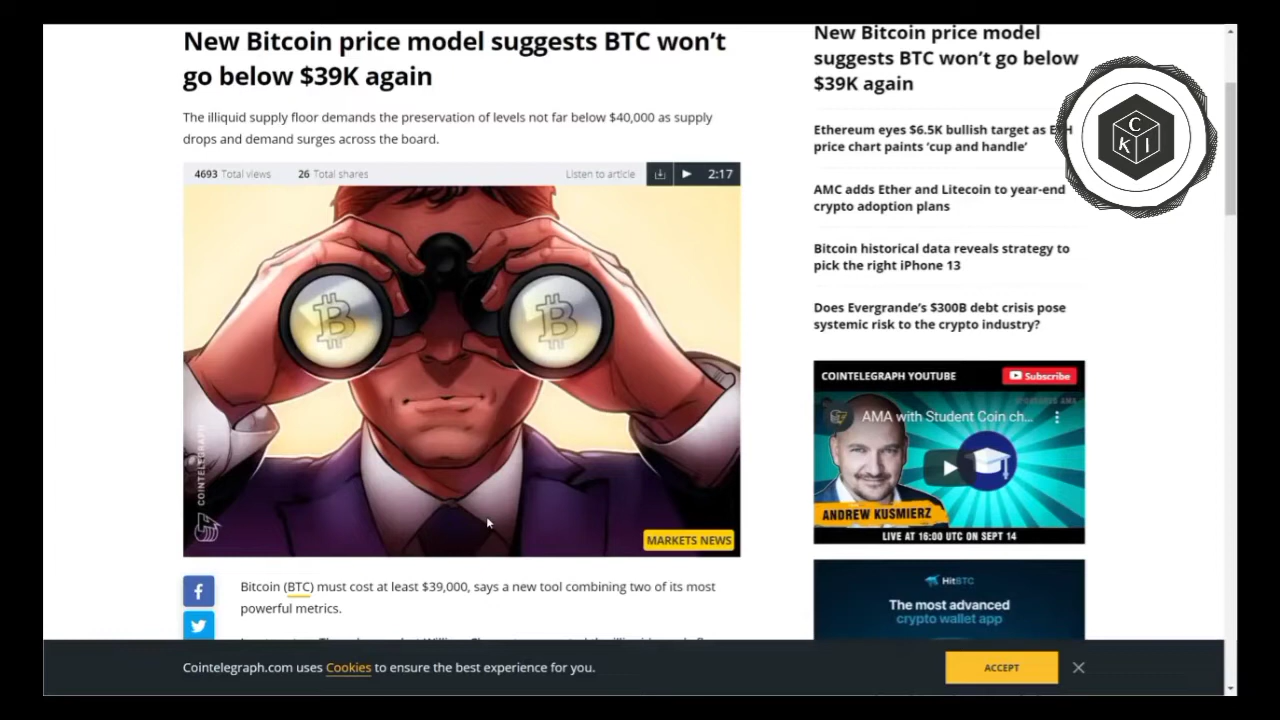 New Bitcoin price model suggests BTC won't
go below $39K again
The illiquid supply floor demands the preservation of levels not far below $40,000 as supply
drops and demand surges across the board.
4693 Total views
26 Total shares
Listen to article
2:17
COINTELEGRAPH
MARKETS NEWS
Bitcoin (BTC) must cost at least $39,000, says a new tool combining two of its most
powerful metrics.
New Bitcoin price model
suggests BTC won't go below
$39K again
Ethereum eyes $6.5K bullish target as ETH
price chart paints 'cup and handle'
AMC adds Ether and Litecoin to year-end
crypto adoption plans
Bitcoin historical data reveals strategy to
pick the right iPhone 13
Does Evergrande's $300B debt crisis pose
systemic risk to the crypto industry?
C
K I
COINTELEGRAPH YOUTUBE
Subscribe
SPONSORED AMA
AMA with Student Coin ch...
ANDREW KUSMIERZ
LIVE AT 16:00 UTC ON SEPT 14
HitBTC
The most advanced
crypto wallet app
Cointelegraph.com uses Cookies to ensure the best experience for you.
ACCEPT